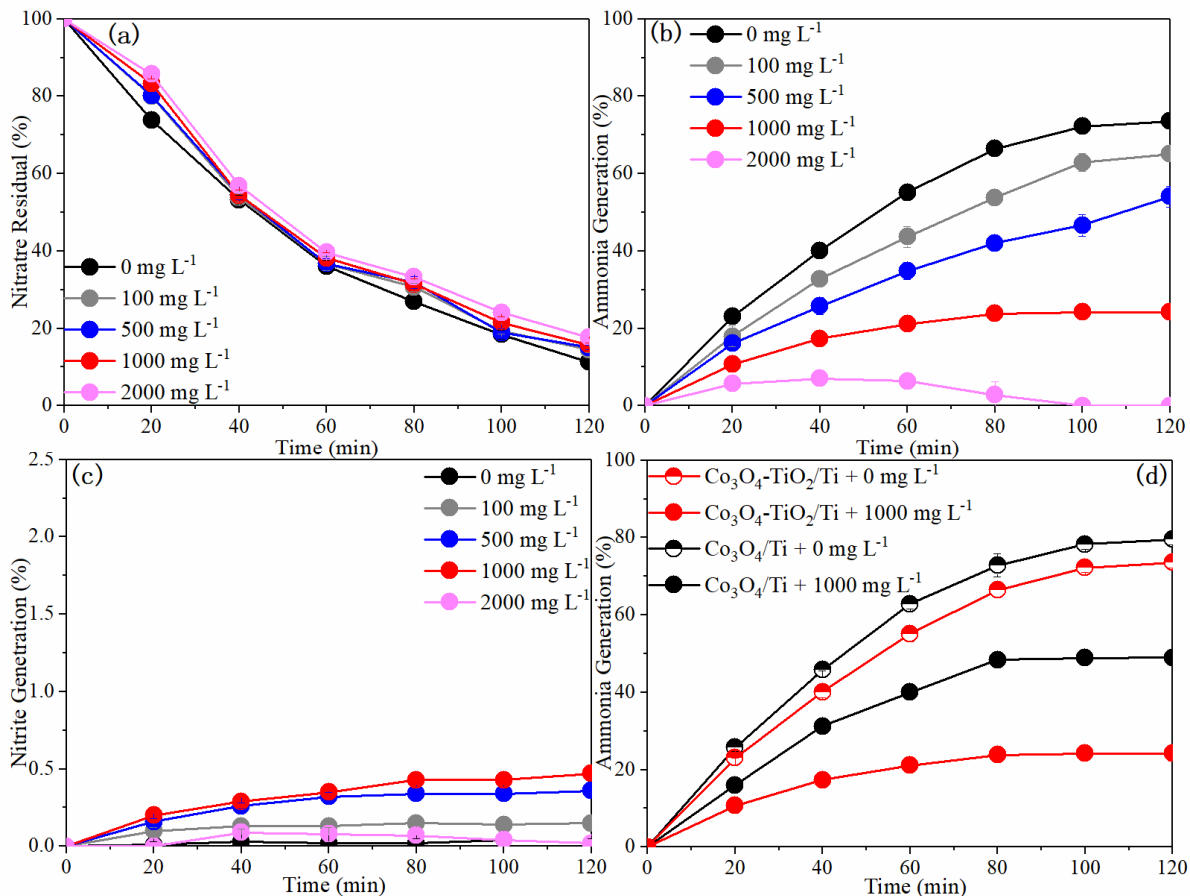 (a)
100
80
60
40
20
0
Nitratre Residual (%)
0 mg L⁻¹
100 mg L⁻¹
500 mg L⁻¹
1000 mg L⁻¹
2000 mg L⁻¹
0 20 40 60 80 100 120
Time (min)
(b)
100
80
60
40
20
0
Ammonia Generation (%)
0 mg L⁻¹
100 mg L⁻¹
500 mg L⁻¹
1000 mg L⁻¹
2000 mg L⁻¹
0 20 40 60 80 100 120
Time (min)
(c)
2.5
2.0
1.5
1.0
0.5
0.0
Nitrite Genetration (%)
0 mg L⁻¹
100 mg L⁻¹
500 mg L⁻¹
1000 mg L⁻¹
2000 mg L⁻¹
0 20 40 60 80 100 120
Time (min)
(d)
100
80
60
40
20
0
Ammonia Generation (%)
Co₃O₄-TiO₂/Ti + 0 mg L⁻¹
Co₃O₄-TiO₂/Ti + 1000 mg L⁻¹
Co₃O₄/Ti + 0 mg L⁻¹
Co₃O₄/Ti + 1000 mg L⁻¹
0 20 40 60 80 100 120
Time (min)